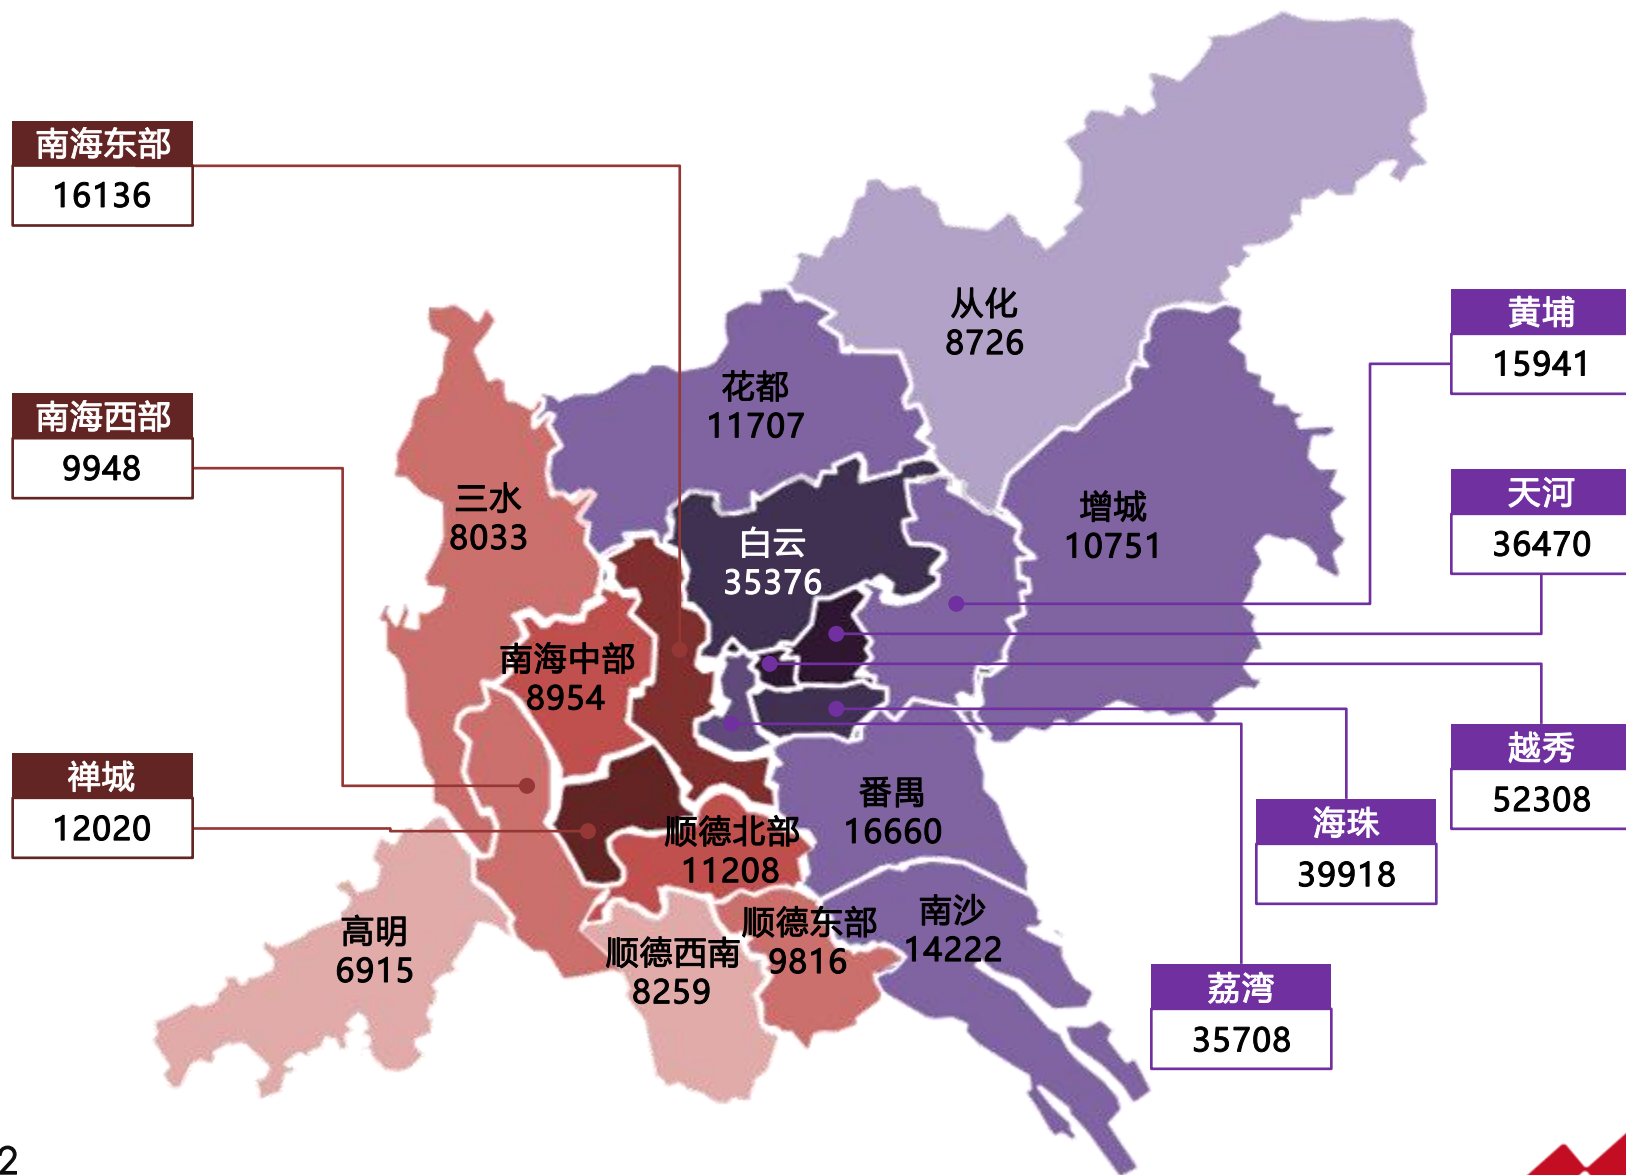 南海东部
16136
南海西部
9948
禅城
12020
从化
8726
花都
11707
三水
8033
白云
35376
增城
10751
南海中部
8954
番禺
16660
顺德北部
11208
南沙
14222
顺德东部
9816
顺德西南
8259
高明
6915
黄埔
15941
天河
36470
越秀
52308
海珠
39918
荔湾
35708
2